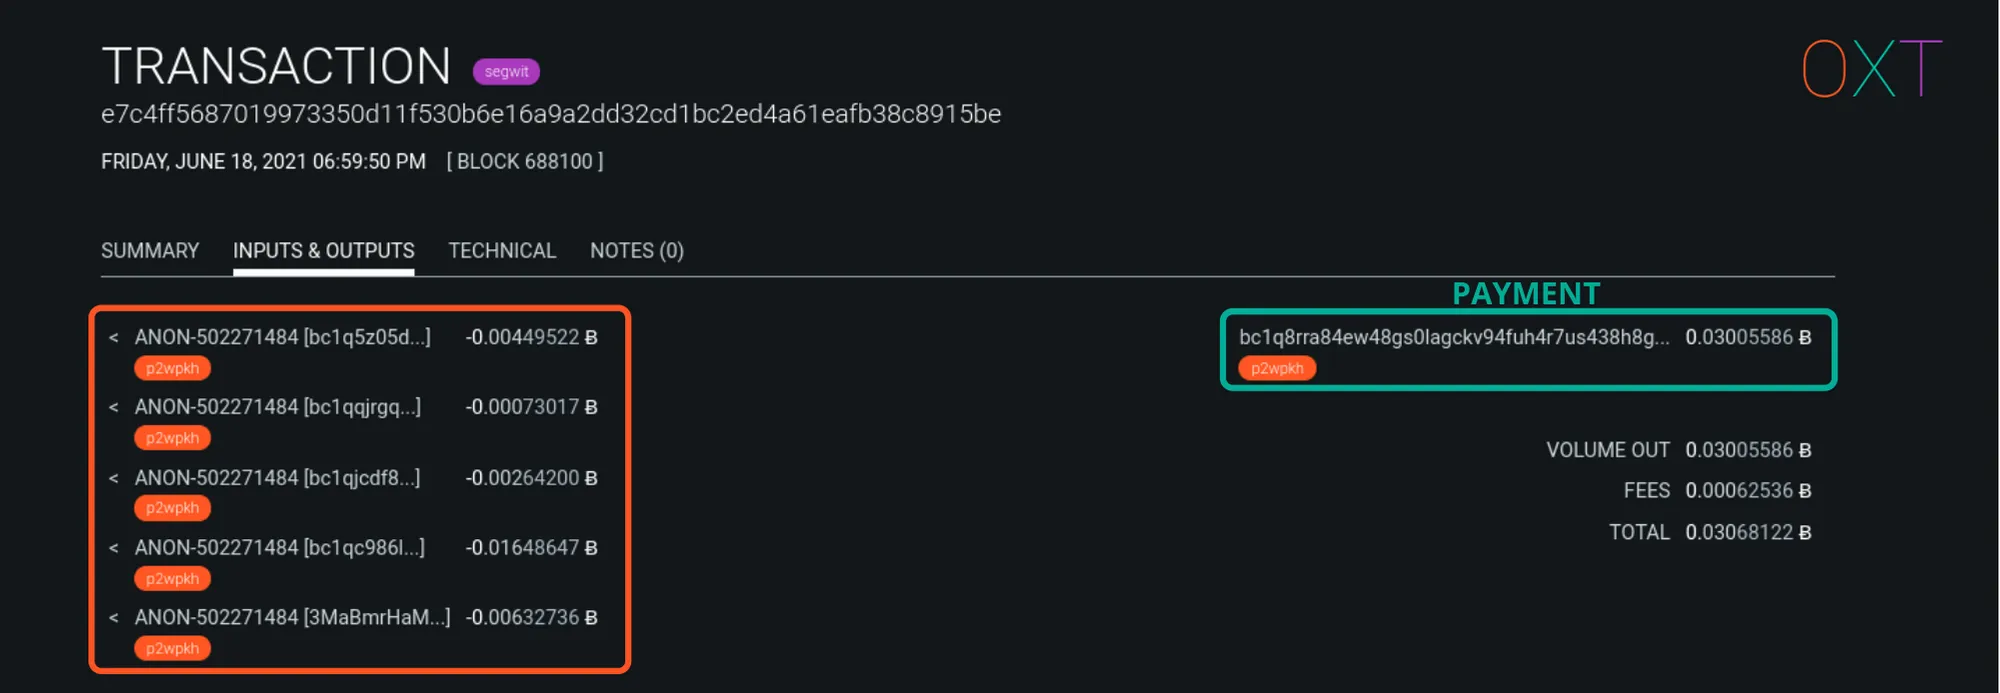 TRANSACTION segwit
OXT
e7c4ff5687019973350d11f530b6e16a9a2dd32cd1bc2ed4a61eafb38c8915be
FRIDAY, JUNE 18, 2021 06:59:50 PM [ BLOCK 688100 ]
SUMMARY INPUTS & OUTPUTS TECHNICAL NOTES (0)
PAYMENT
< ANON-502271484 [bc1q5z05d...] -0.00449522 Ƀ
p2wpkh
< ANON-502271484 [bc1qqjrgq...] -0.00073017 Ƀ
p2wpkh
< ANON-502271484 [bc1qjcdf8...] -0.00264200 Ƀ
p2wpkh
< ANON-502271484 [bc1qc986l...] -0.01648647 Ƀ
p2wpkh
< ANON-502271484 [3MaBmrHaM...] -0.00632736 Ƀ
p2wpkh
bc1q8rra84ew48gs0lagckv94fuh4r7us438h8g... 0.03005586 Ƀ
p2wpkh
VOLUME OUT 0.03005586 Ƀ
FEES 0.00062536 Ƀ
TOTAL 0.03068122 Ƀ